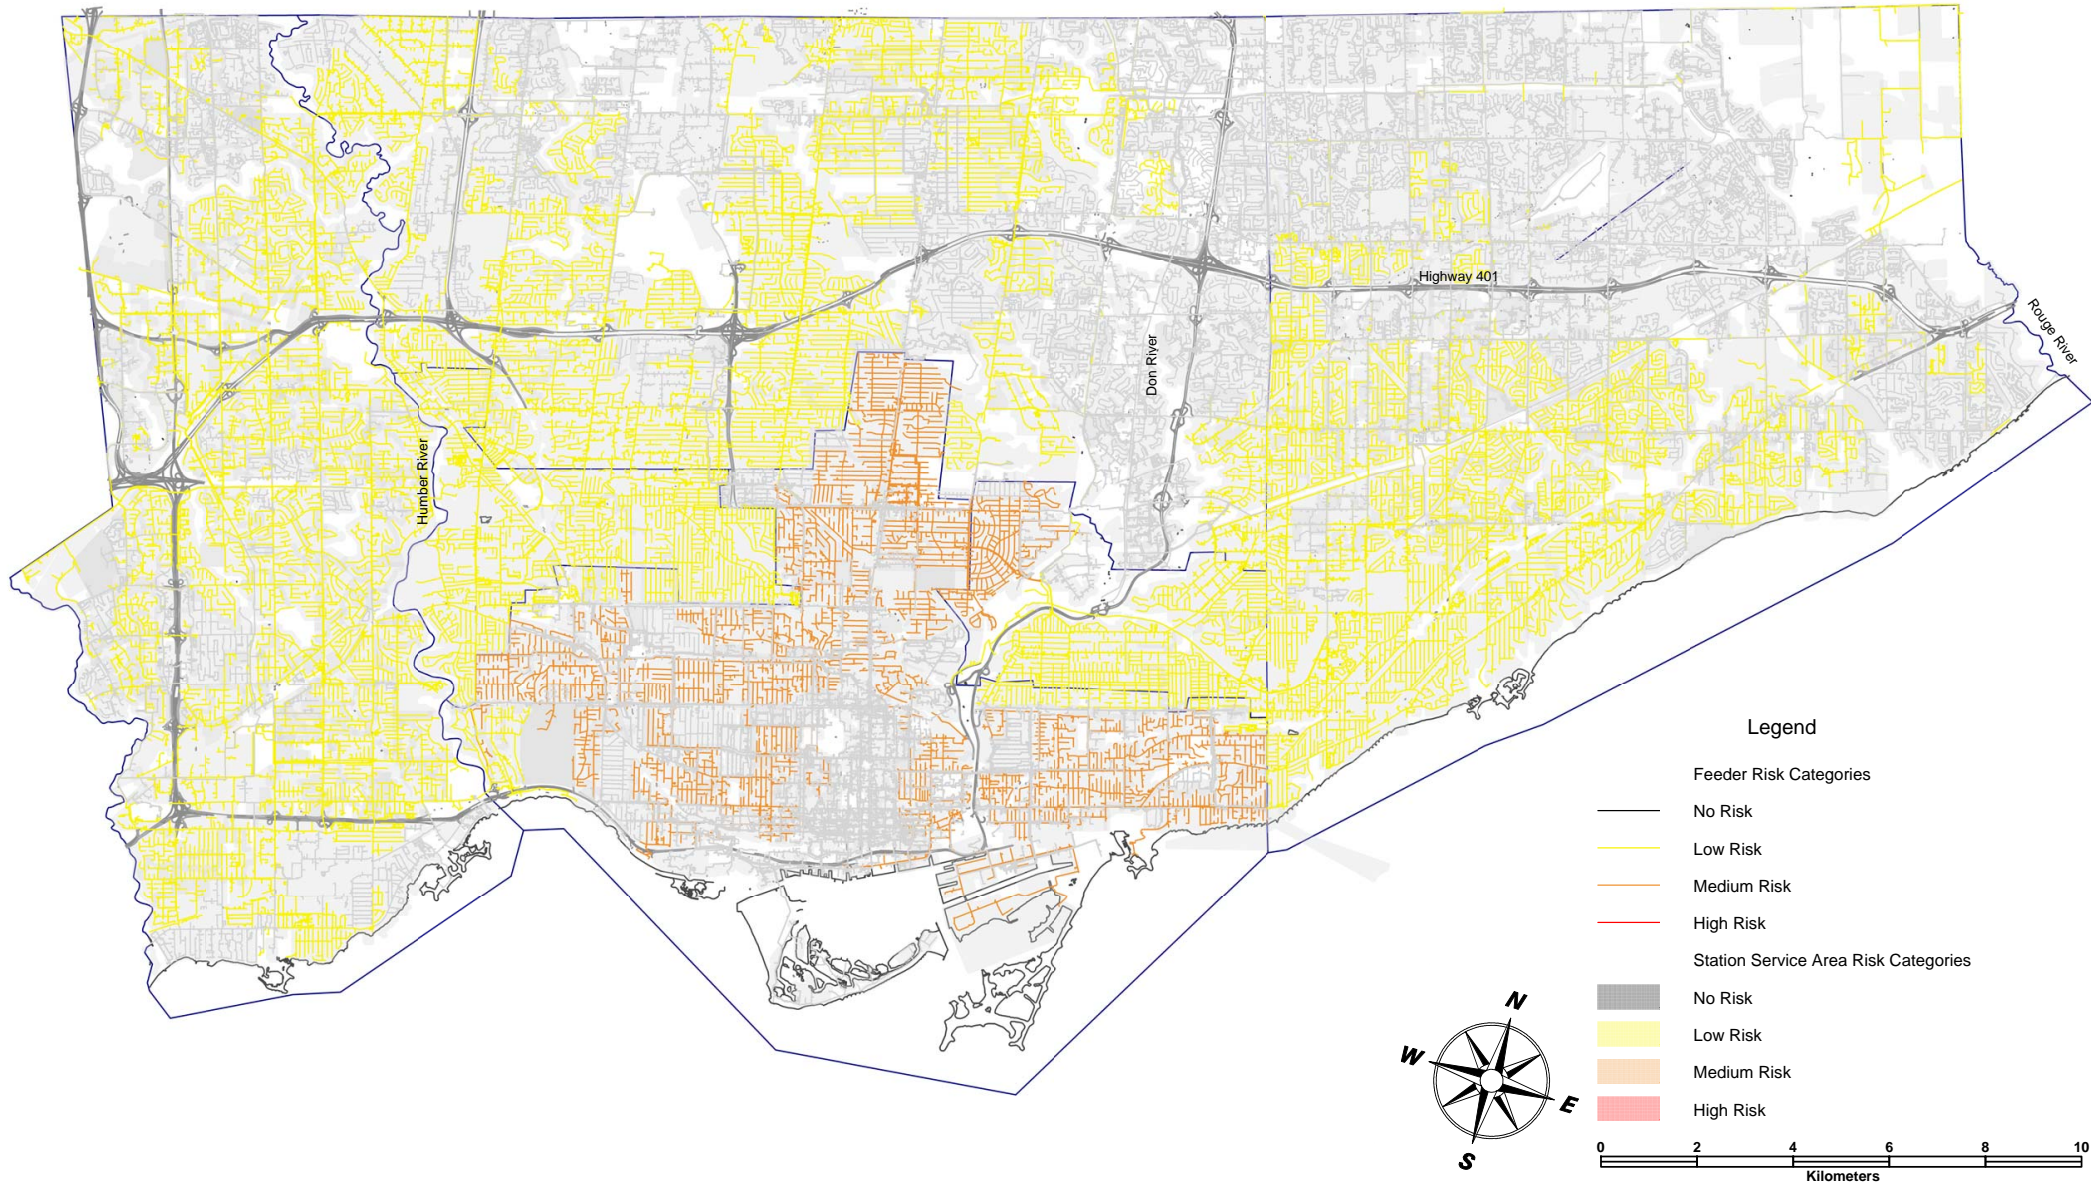 Highway 401
Rouge River
Don River
Humber River
Legend
Feeder Risk Categories
No Risk
Low Risk
Medium Risk
High Risk
Station Service Area Risk Categories
No Risk
Low Risk
Medium Risk
High Risk
N
W
E
S
0 2 4 6 8 10
Kilometers